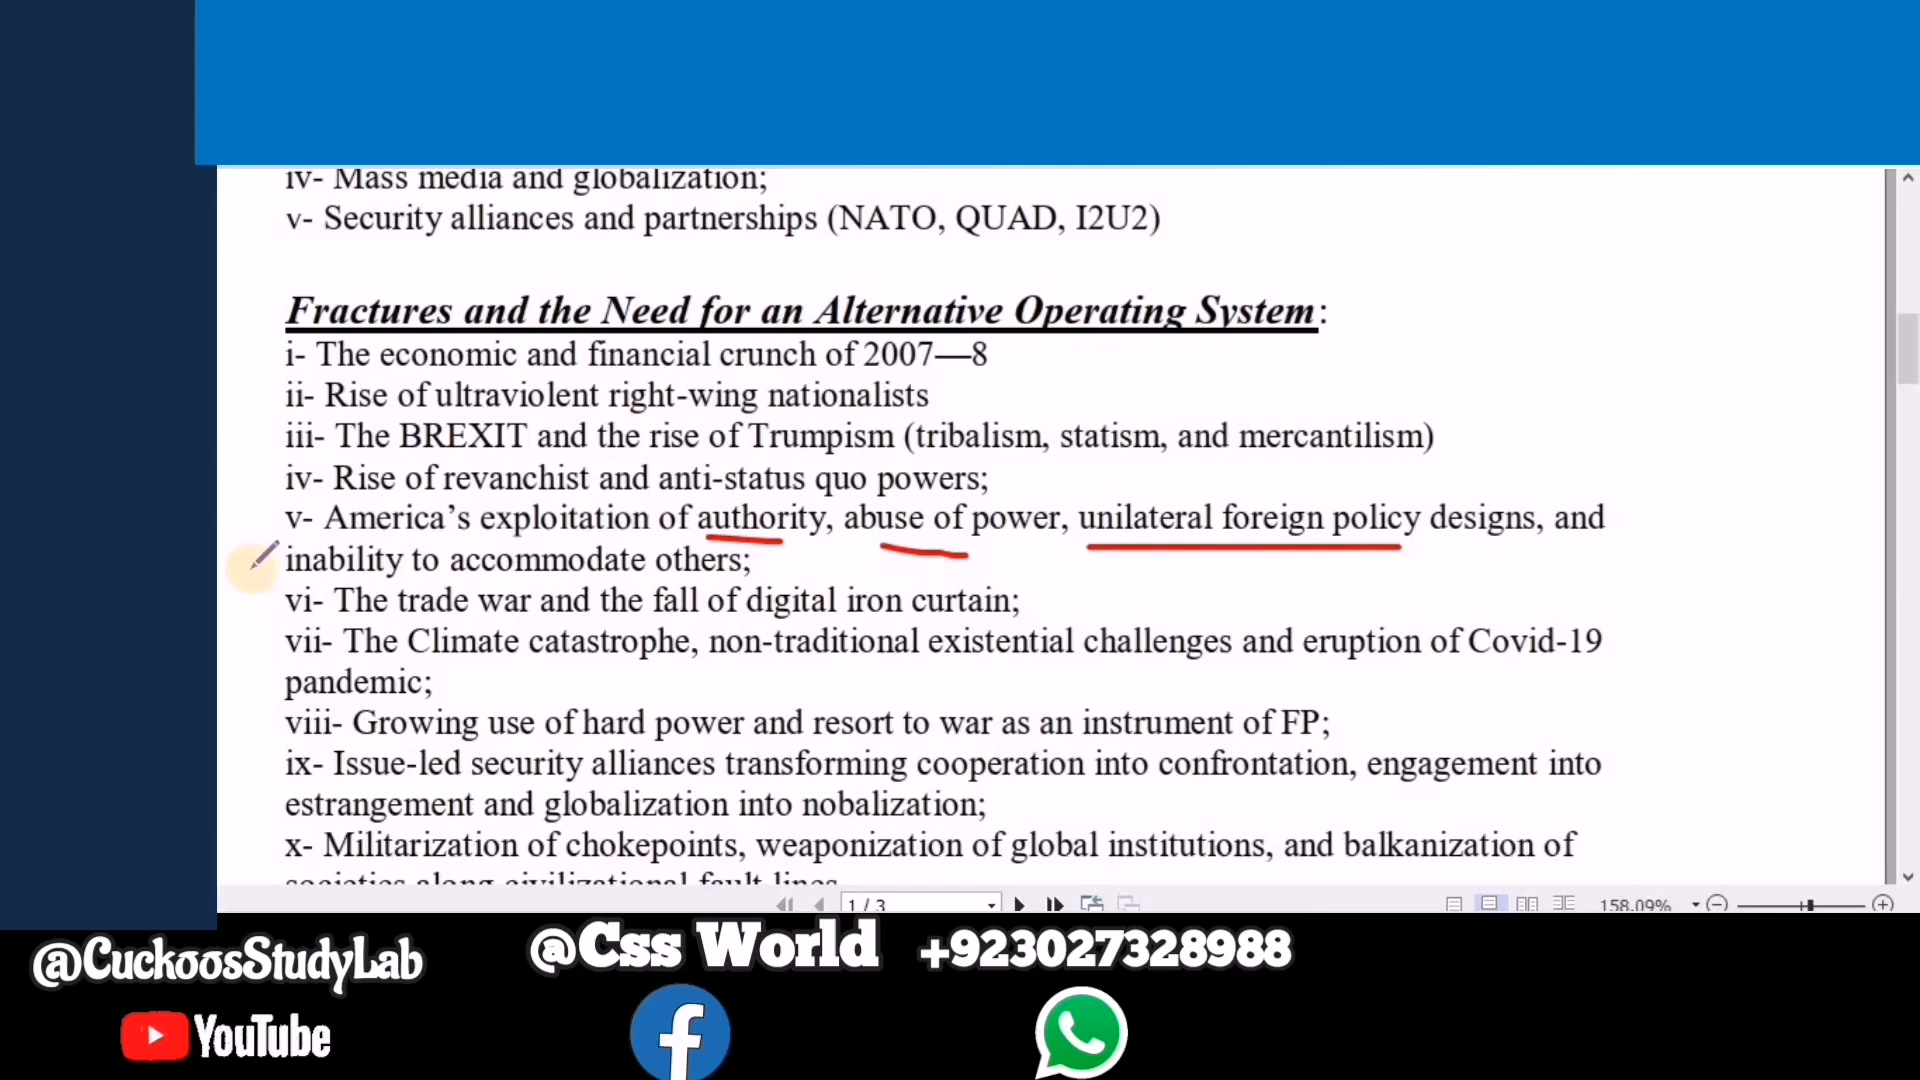 iv- Mass media and globalization;
v- Security alliances and partnerships (NATO, QUAD, I2U2)
Fractures and the Need for an Alternative Operating System:
i- The economic and financial crunch of 2007—8
ii- Rise of ultraviolent right-wing nationalists
iii- The BREXIT and the rise of Trumpism (tribalism, statism, and mercantilism)
iv- Rise of revanchist and anti-status quo powers;
v- America’s exploitation of authority, abuse of power, unilateral foreign policy designs, and
inability to accommodate others;
vi- The trade war and the fall of digital iron curtain;
vii- The Climate catastrophe, non-traditional existential challenges and eruption of Covid-19
pandemic;
viii- Growing use of hard power and resort to war as an instrument of FP;
ix- Issue-led security alliances transforming cooperation into confrontation, engagement into
estrangement and globalization into nobalization;
x- Militarization of chokepoints, weaponization of global institutions, and balkanization of
societies along civilizational fault lines
1 / 3
158.09%
@CuckoosStudyLab
@Css World
+923027328988
YouTube